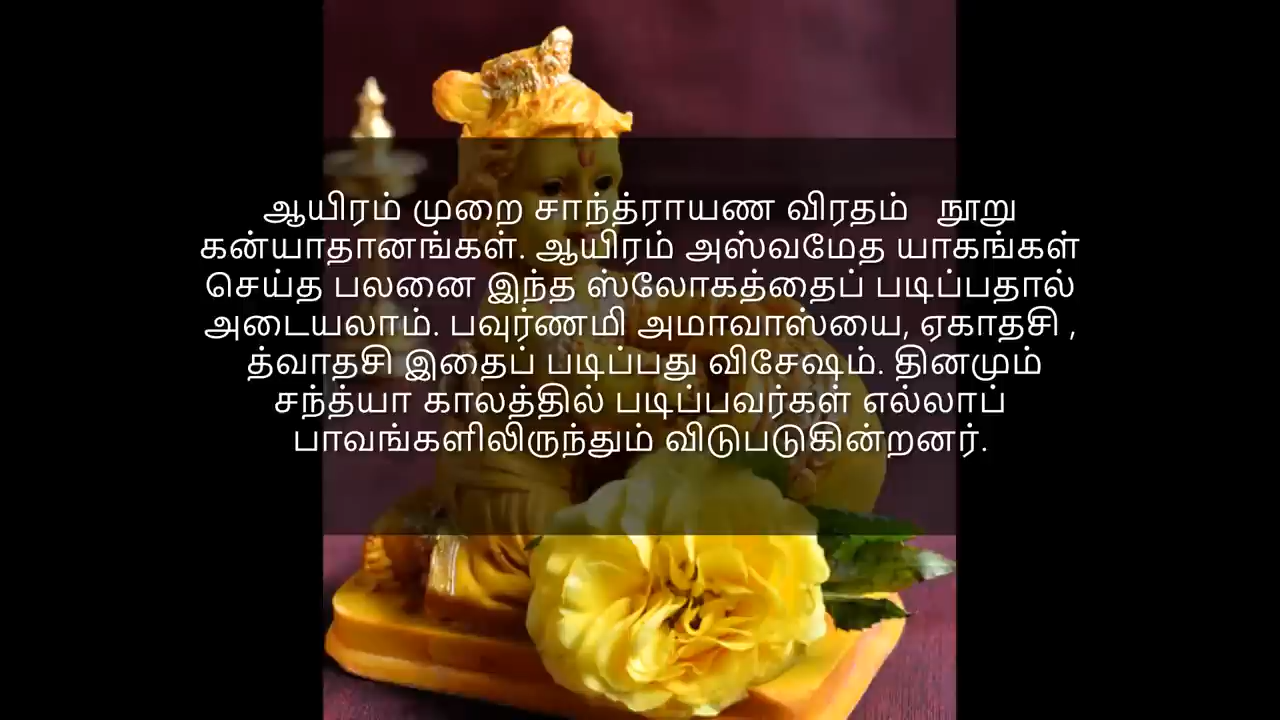 ஆயிரம் முறை சாந்த்ராயண விரதம் நூறு
கன்யாதானங்கள். ஆயிரம் அஸ்வமேத யாகங்கள்
செய்த பலனை இந்த ஸ்லோகத்தைப் படிப்பதால்
அடையலாம். பவுர்ணமி அமாவாஸ்யை, ஏகாதசி ,
த்வாதசி இதைப் படிப்பது விசேஷம். தினமும்
சந்த்யா காலத்தில் படிப்பவர்கள் எல்லாப்
பாவங்களிலிருந்தும் விடுபடுகின்றனர்.